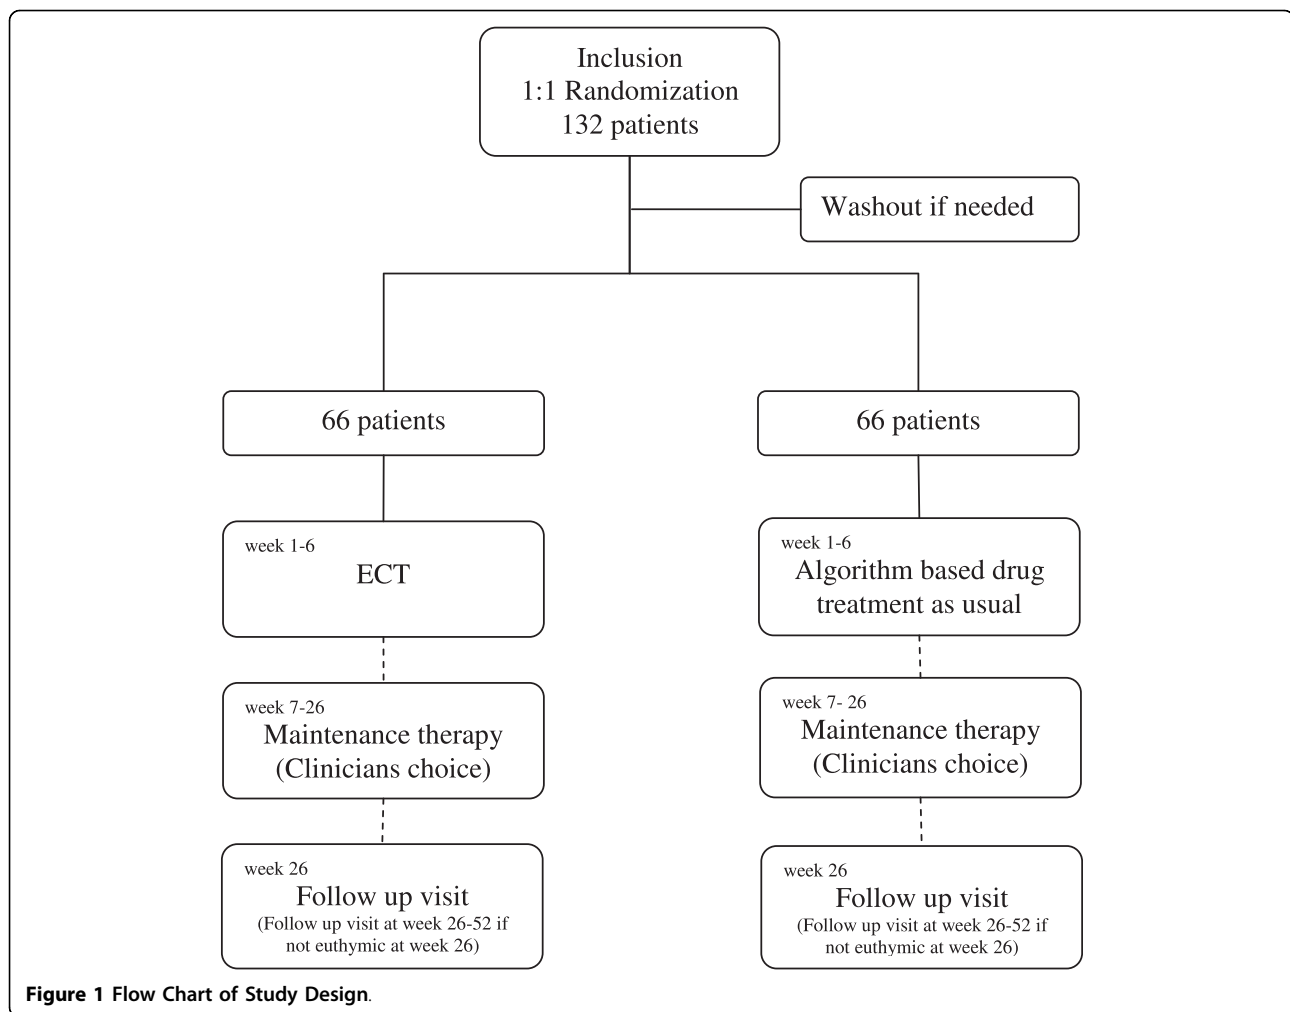 Inclusion
1:1 Randomization
132 patients
Washout if needed
66 patients
66 patients
week 1-6
ECT
week 1-6
Algorithm based drug
treatment as usual
week 7-26
Maintenance therapy
(Clinicians choice)
week 7- 26
Maintenance therapy
(Clinicians choice)
week 26
Follow up visit
(Follow up visit at week 26-52 if
not euthymic at week 26)
week 26
Follow up visit
(Follow up visit at week 26-52 if
not euthymic at week 26)
Figure 1 Flow Chart of Study Design.